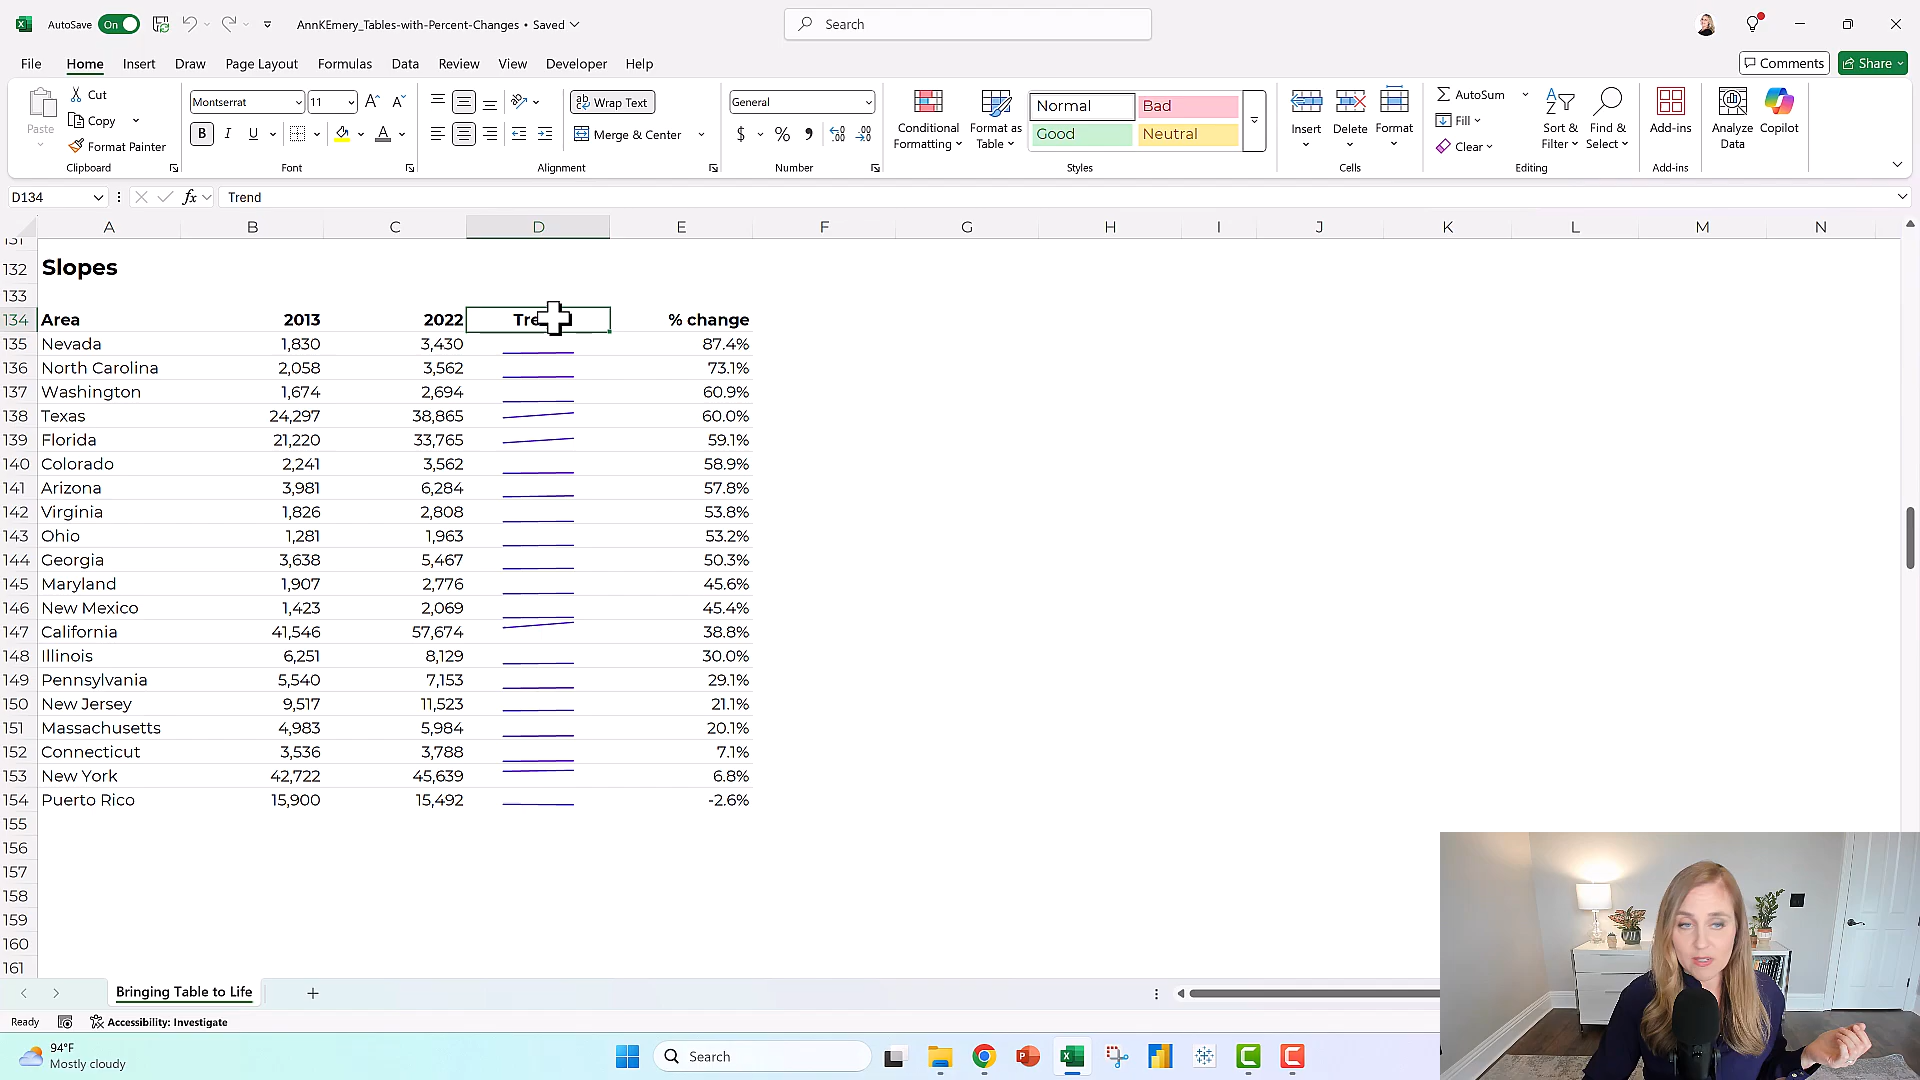 AutoSave On AnnKEmery_Tables-with-Percent-Changes • Saved Search
File Home Insert Draw Page Layout Formulas Data Review View Developer Help Comments Share
Paste Cut Copy Format Painter Clipboard
Montserrat 11 B I U A Font
ab Wrap Text Merge & Center Alignment
General $ % Number
Conditional Formatting Format as Table Normal Bad Good Neutral Styles
Insert Delete Format Cells
AutoSum Fill Clear Sort & Filter Find & Select Editing
Add-ins Add-ins
Analyze Data Copilot
D134 fx Trend
A B C D E F G H I J K L M N
131
132 Slopes
133
134 Area 2013 2022 % change
135 Nevada 1,830 3,430 87.4%
136 North Carolina 2,058 3,562 73.1%
137 Washington 1,674 2,694 60.9%
138 Texas 24,297 38,865 60.0%
139 Florida 21,220 33,765 59.1%
140 Colorado 2,241 3,562 58.9%
141 Arizona 3,981 6,284 57.8%
142 Virginia 1,826 2,808 53.8%
143 Ohio 1,281 1,963 53.2%
144 Georgia 3,638 5,467 50.3%
145 Maryland 1,907 2,776 45.6%
146 New Mexico 1,423 2,069 45.4%
147 California 41,546 57,674 38.8%
148 Illinois 6,251 8,129 30.0%
149 Pennsylvania 5,540 7,153 29.1%
150 New Jersey 9,517 11,523 21.1%
151 Massachusetts 4,983 5,984 20.1%
152 Connecticut 3,536 3,788 7.1%
153 New York 42,722 45,639 6.8%
154 Puerto Rico 15,900 15,492 -2.6%
155
156
157
158
159
160
161
Bringing Table to Life
Ready Accessibility: Investigate
94°F
Mostly cloudy
Search